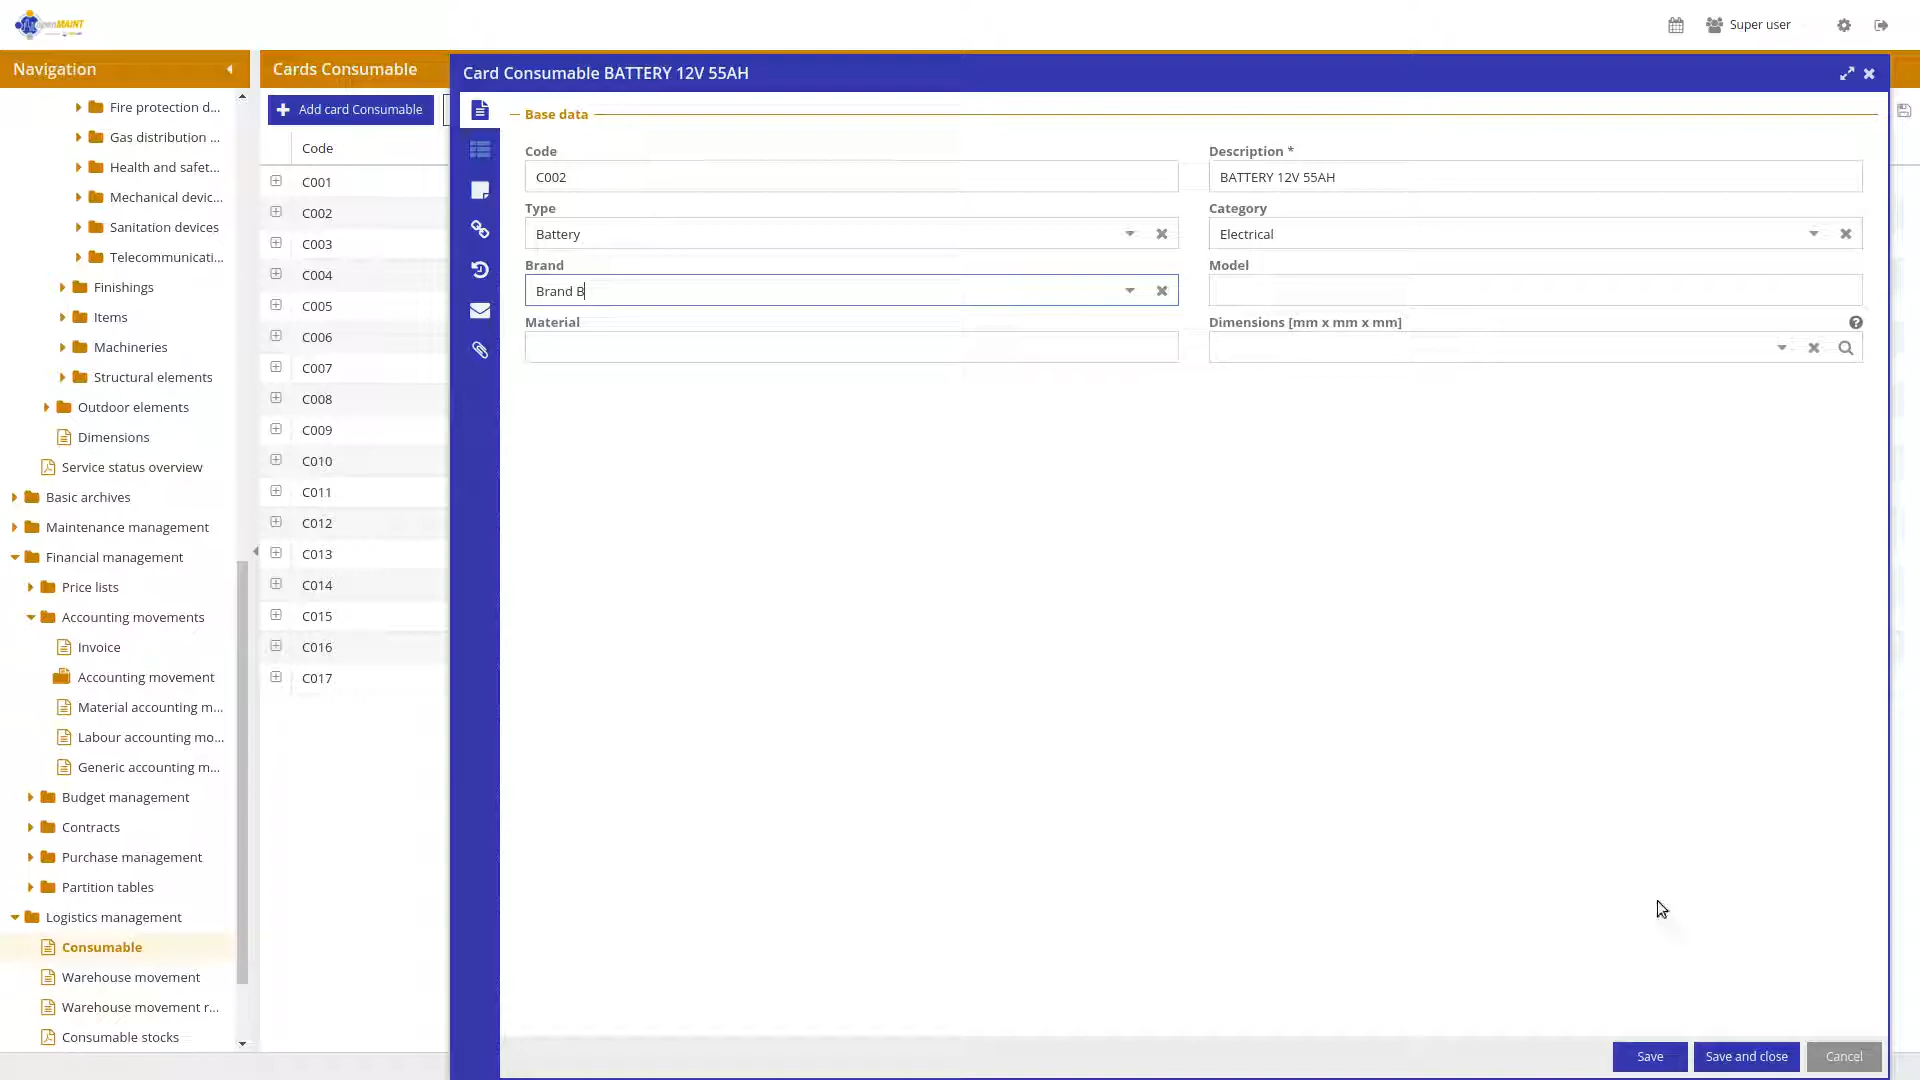 openMAINT
Super user
Navigation
Fire protection d...
Gas distribution ...
Health and safet...
Mechanical devic...
Sanitation devices
Telecommunicati...
Finishings
Items
Machineries
Structural elements
Outdoor elements
Dimensions
Service status overview
Basic archives
Maintenance management
Financial management
Price lists
Accounting movements
Invoice
Accounting movement
Material accounting m...
Labour accounting mo...
Generic accounting m...
Budget management
Contracts
Purchase management
Partition tables
Logistics management
Consumable
Warehouse movement
Warehouse movement r...
Consumable stocks
Cards Consumable
Add card Consumable
Code
C001
C002
C003
C004
C005
C006
C007
C008
C009
C010
C011
C012
C013
C014
C015
C016
C017
Card Consumable BATTERY 12V 55AH
Base data
Code
C002
Description *
BATTERY 12V 55AH
Type
Battery
Category
Electrical
Brand
Brand B
Model
Material
Dimensions [mm x mm x mm]
Save
Save and close
Cancel